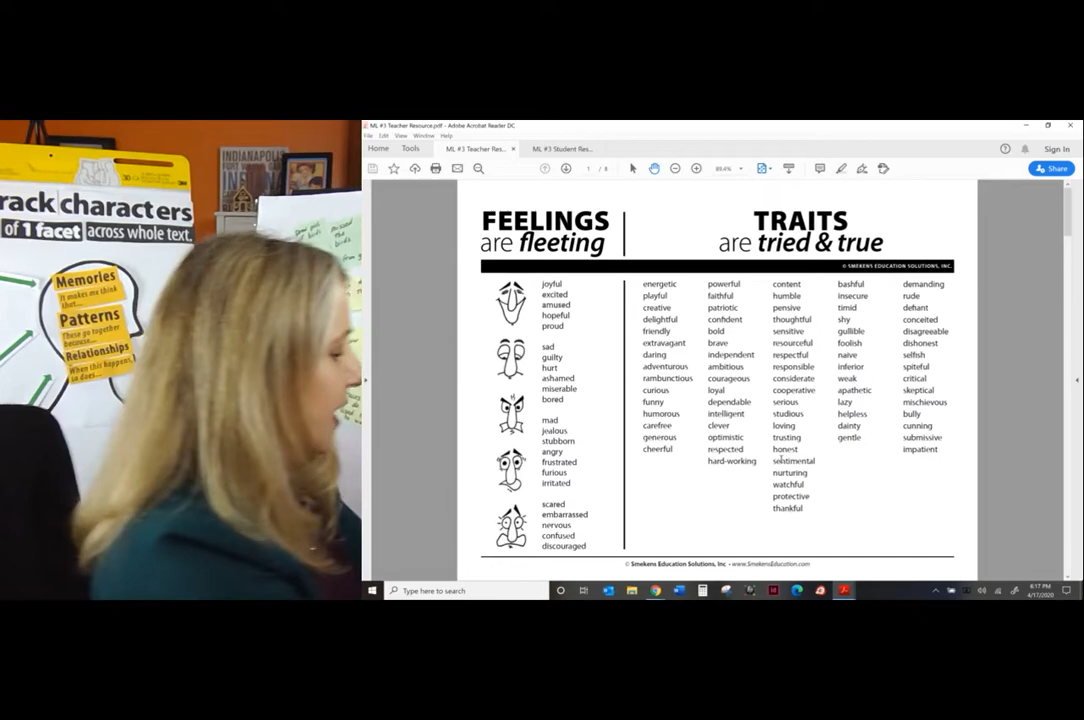 rack characters
of 1 facet across whole text.
Memories
It makes me think
that...
Patterns
These go together
because...
Relationships
When this happens,
so does...
INDIANAPOLIS
ML #3 Teacher Resource.pdf - Adobe Acrobat Reader DC
File Edit View Window Help
Home Tools ML #3 Teacher Res... ML #3 Student Res... Sign In
1 / 8 88.4% Share
FEELINGS
are fleeting
TRAITS
are tried & true
© SMEKENS EDUCATION SOLUTIONS, INC.
joyful
excited
amused
hopeful
proud
sad
guilty
hurt
ashamed
miserable
bored
mad
jealous
stubborn
angry
frustrated
furious
irritated
scared
embarrassed
nervous
confused
discouraged
energetic
playful
creative
delightful
friendly
extravagant
daring
adventurous
rambunctious
curious
funny
humorous
carefree
generous
cheerful
powerful
faithful
patriotic
confident
bold
brave
independent
ambitious
courageous
loyal
dependable
intelligent
clever
optimistic
respected
hard-working
content
humble
pensive
thoughtful
sensitive
resourceful
respectful
responsible
considerate
cooperative
serious
studious
loving
trusting
honest
sentimental
nurturing
watchful
protective
thankful
bashful
insecure
timid
shy
gullible
foolish
naive
inferior
weak
apathetic
lazy
helpless
dainty
gentle
demanding
rude
defiant
conceited
disagreeable
dishonest
selfish
spiteful
critical
skeptical
mischievous
bully
cunning
submissive
impatient
© Smekens Education Solutions, Inc • www.SmekensEducation.com
Type here to search
6:17 PM
4/17/2020